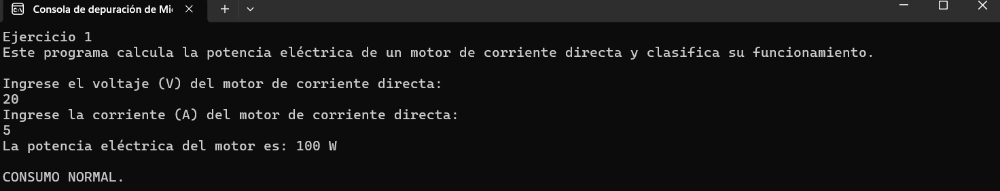 Consola de depuración de Mi
Ejercicio 1
Este programa calcula la potencia eléctrica de un motor de corriente directa y clasifica su funcionamiento.
Ingrese el voltaje (V) del motor de corriente directa:
20
Ingrese la corriente (A) del motor de corriente directa:
5
La potencia eléctrica del motor es: 100 W
CONSUMO NORMAL.